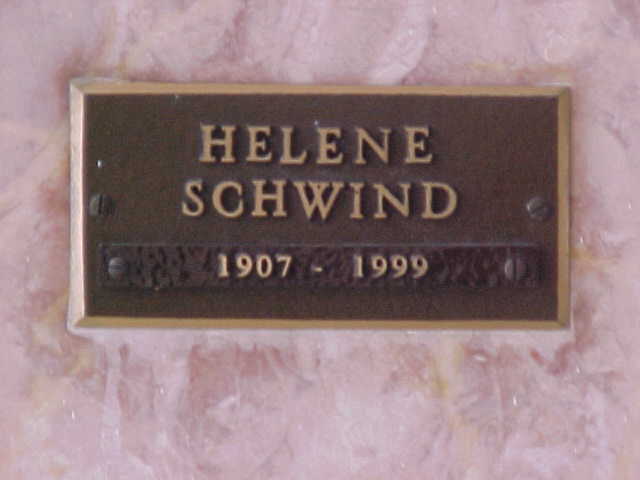 HELENE
SCHWIND
1907 - 1999